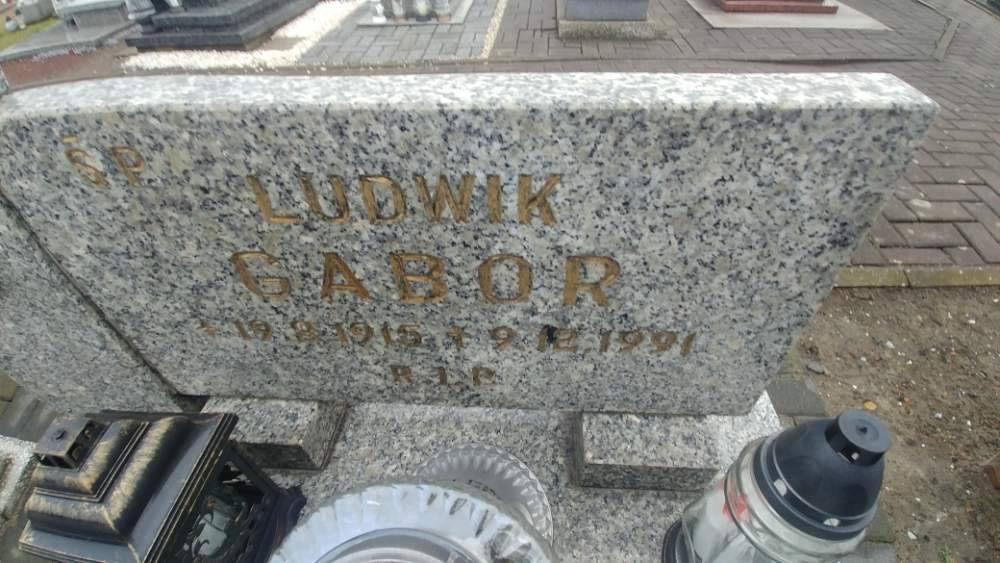 ŚP
LUDWIK
GABOR
* 19.8.1915 + 9.12.1991
R.I.P.